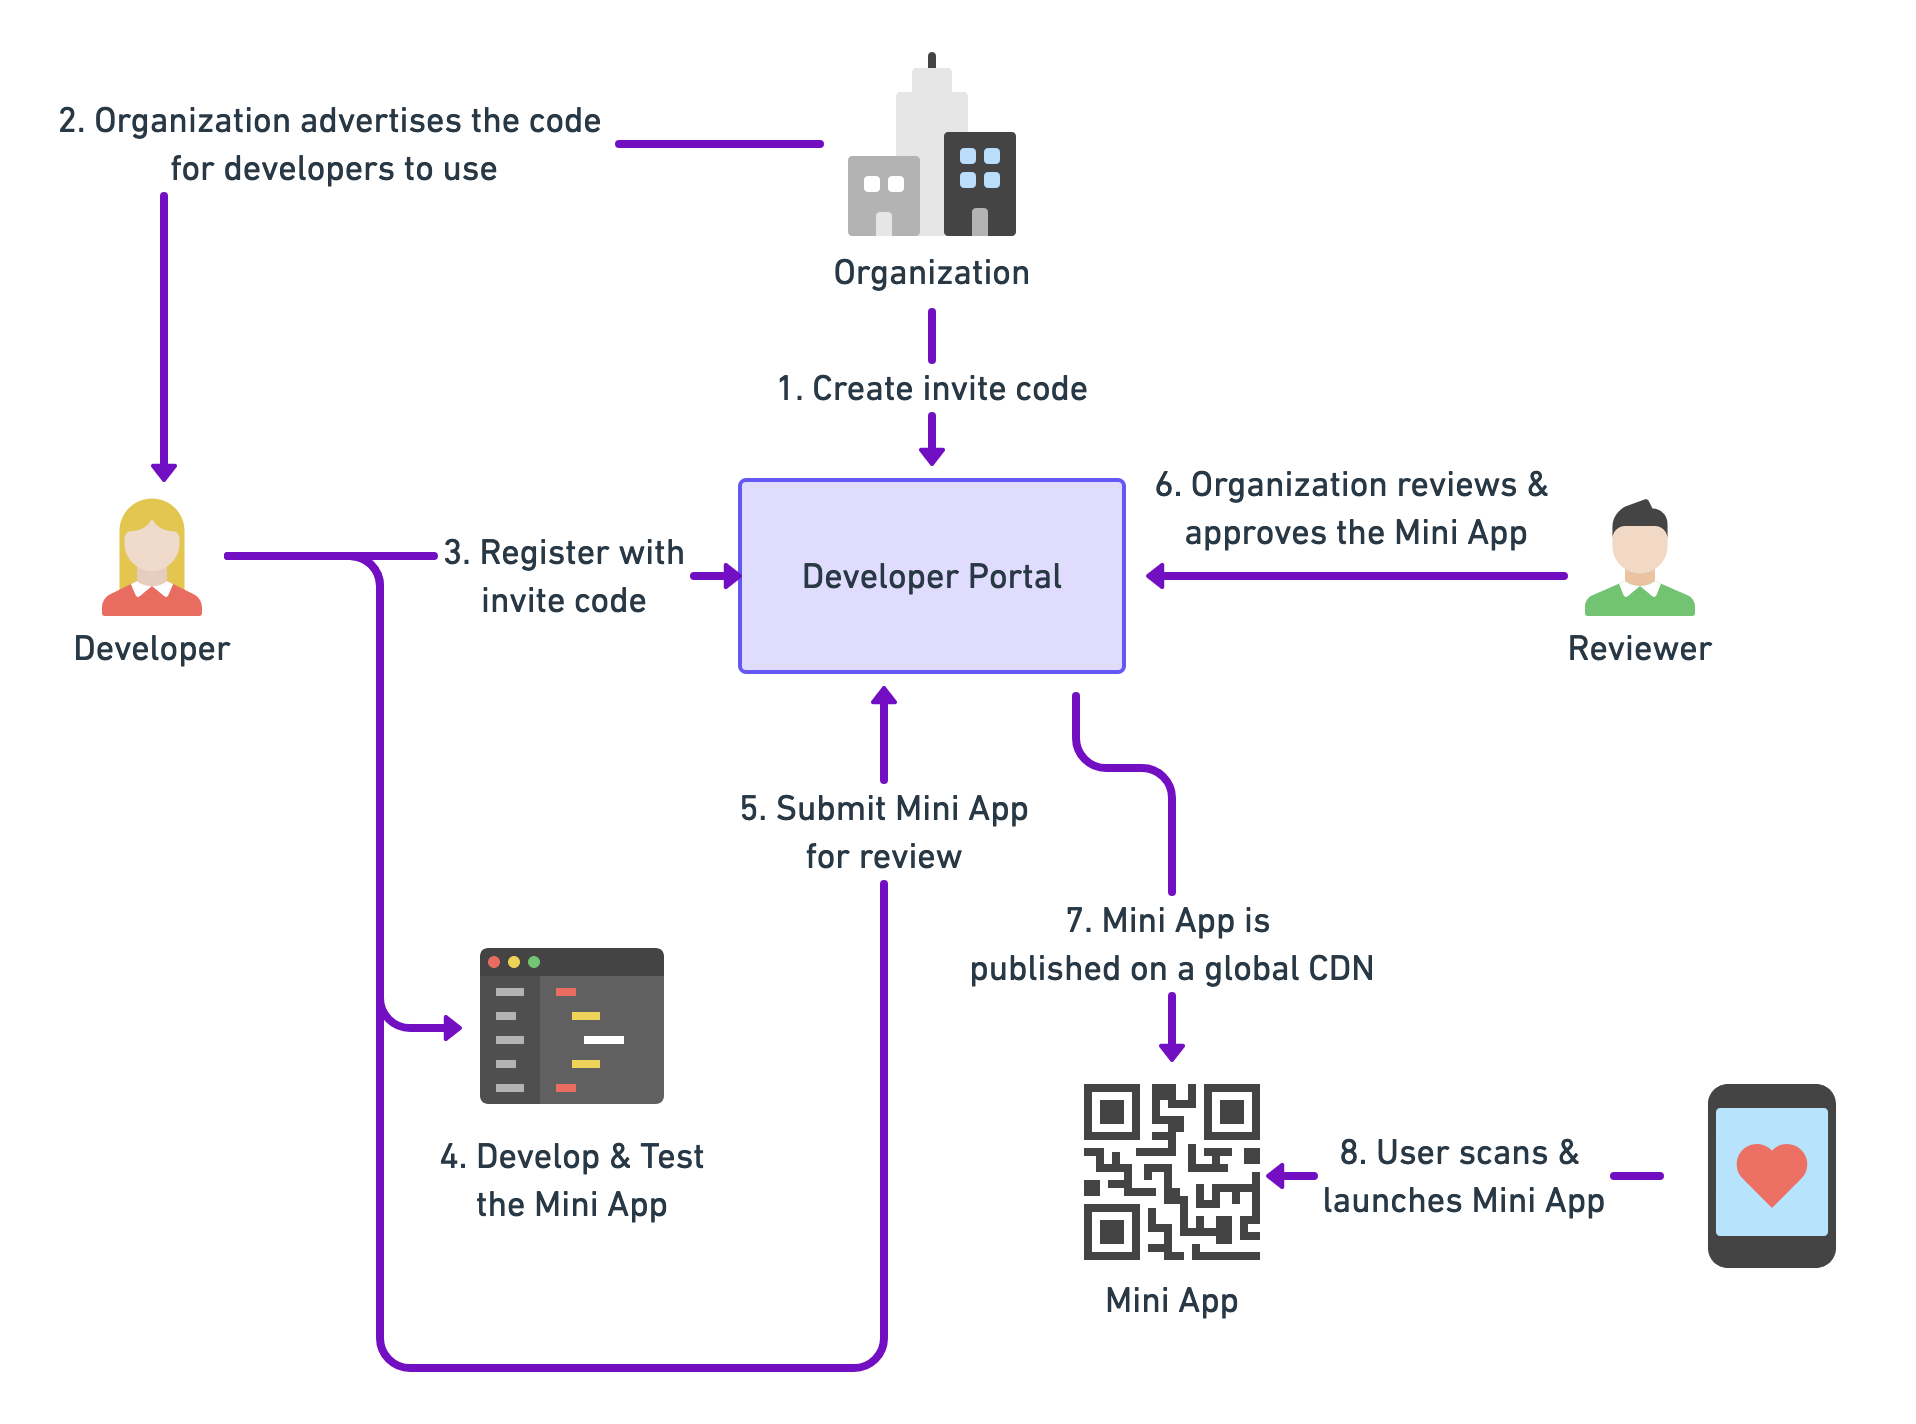 2. Organization advertises the code
for developers to use
Organization
1. Create invite code
Developer
3. Register with
invite code
Developer Portal
6. Organization reviews &
approves the Mini App
Reviewer
5. Submit Mini App
for review
7. Mini App is
published on a global CDN
4. Develop & Test
the Mini App
8. User scans &
launches Mini App
Mini App